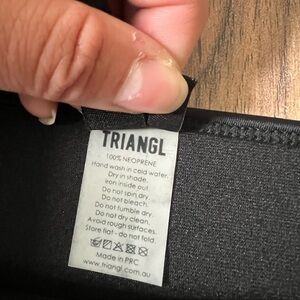 TRIANGL
100% NEOPRENE
Hand wash in cold water.
Dry in shade.
Iron inside out.
Do not spin dry.
Do not bleach.
Do not tumble dry.
Do not dry clean.
Avoid rough surfaces.
Store flat - do not fold.
Made in PRC
www.triangl.com.au